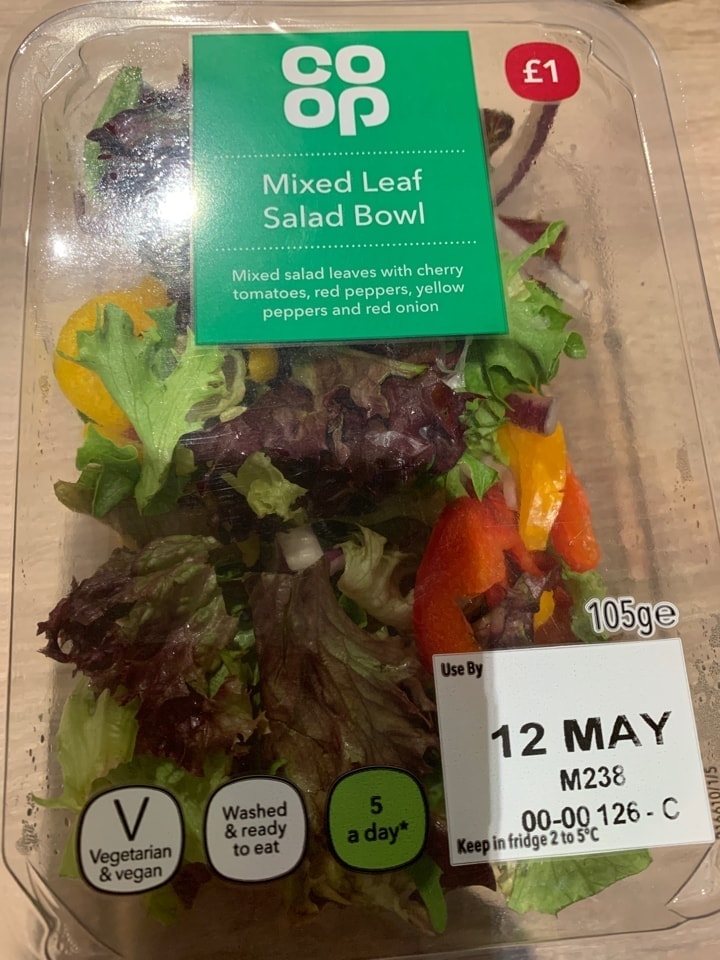 CO
OP
£1
Mixed Leaf
Salad Bowl
Mixed salad leaves with cherry
tomatoes, red peppers, yellow
peppers and red onion
105g℮
Use By
12 MAY
M238
00-00 126 - C
Keep in fridge 2 to 5°C
V
Vegetarian
& vegan
Washed
& ready
to eat
5
a day*